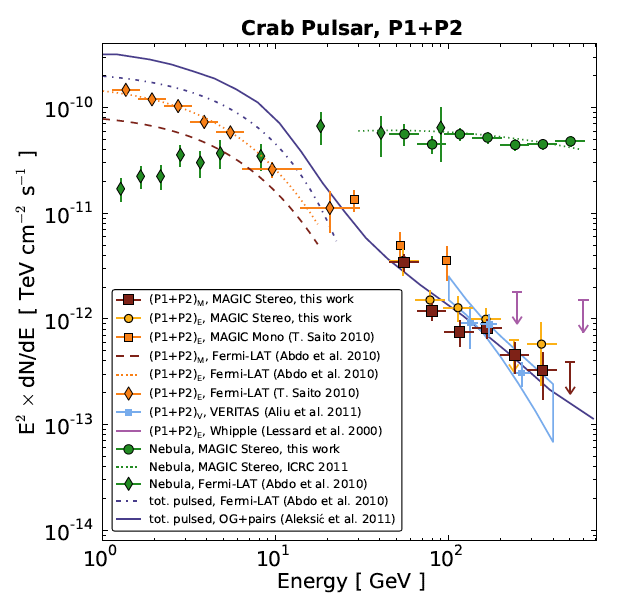 Crab Pulsar, P1+P2
E² × dN/dE [ TeV cm⁻² s⁻¹ ]
10⁻¹⁰
10⁻¹¹
10⁻¹²
10⁻¹³
10⁻¹⁴
(P1+P2)M, MAGIC Stereo, this work
(P1+P2)E, MAGIC Stereo, this work
(P1+P2)E, MAGIC Mono (T. Saito 2010)
(P1+P2)M, Fermi-LAT (Abdo et al. 2010)
(P1+P2)E, Fermi-LAT (Abdo et al. 2010)
(P1+P2)E, Fermi-LAT (T. Saito 2010)
(P1+P2)V, VERITAS (Aliu et al. 2011)
(P1+P2)E, Whipple (Lessard et al. 2000)
Nebula, MAGIC Stereo, this work
Nebula, MAGIC Stereo, ICRC 2011
Nebula, Fermi-LAT (Abdo et al. 2010)
tot. pulsed, Fermi-LAT (Abdo et al. 2010)
tot. pulsed, OG+pairs (Aleksić et al. 2011)
10⁰ 10¹ 10²
Energy [ GeV ]